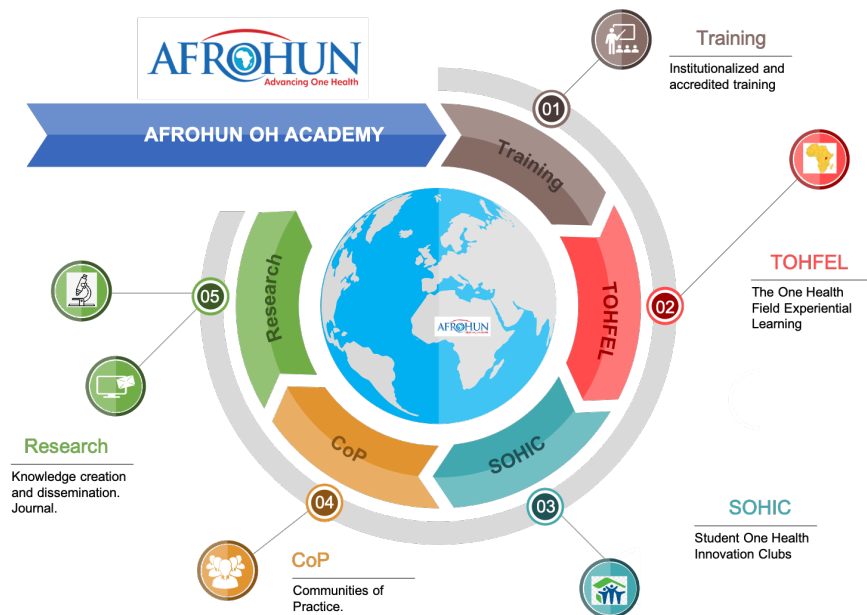 AFROHUN
Advancing One Health
AFROHUN OH ACADEMY
Training
Institutionalized and
accredited training
01
Training
TOHFEL
The One Health
Field Experiential
Learning
02
TOHFEL
SOHIC
Student One Health
Innovation Clubs
03
SOHIC
CoP
Communities of
Practice.
04
CoP
Research
Knowledge creation
and dissemination.
Journal.
05
Research
AFROHUN